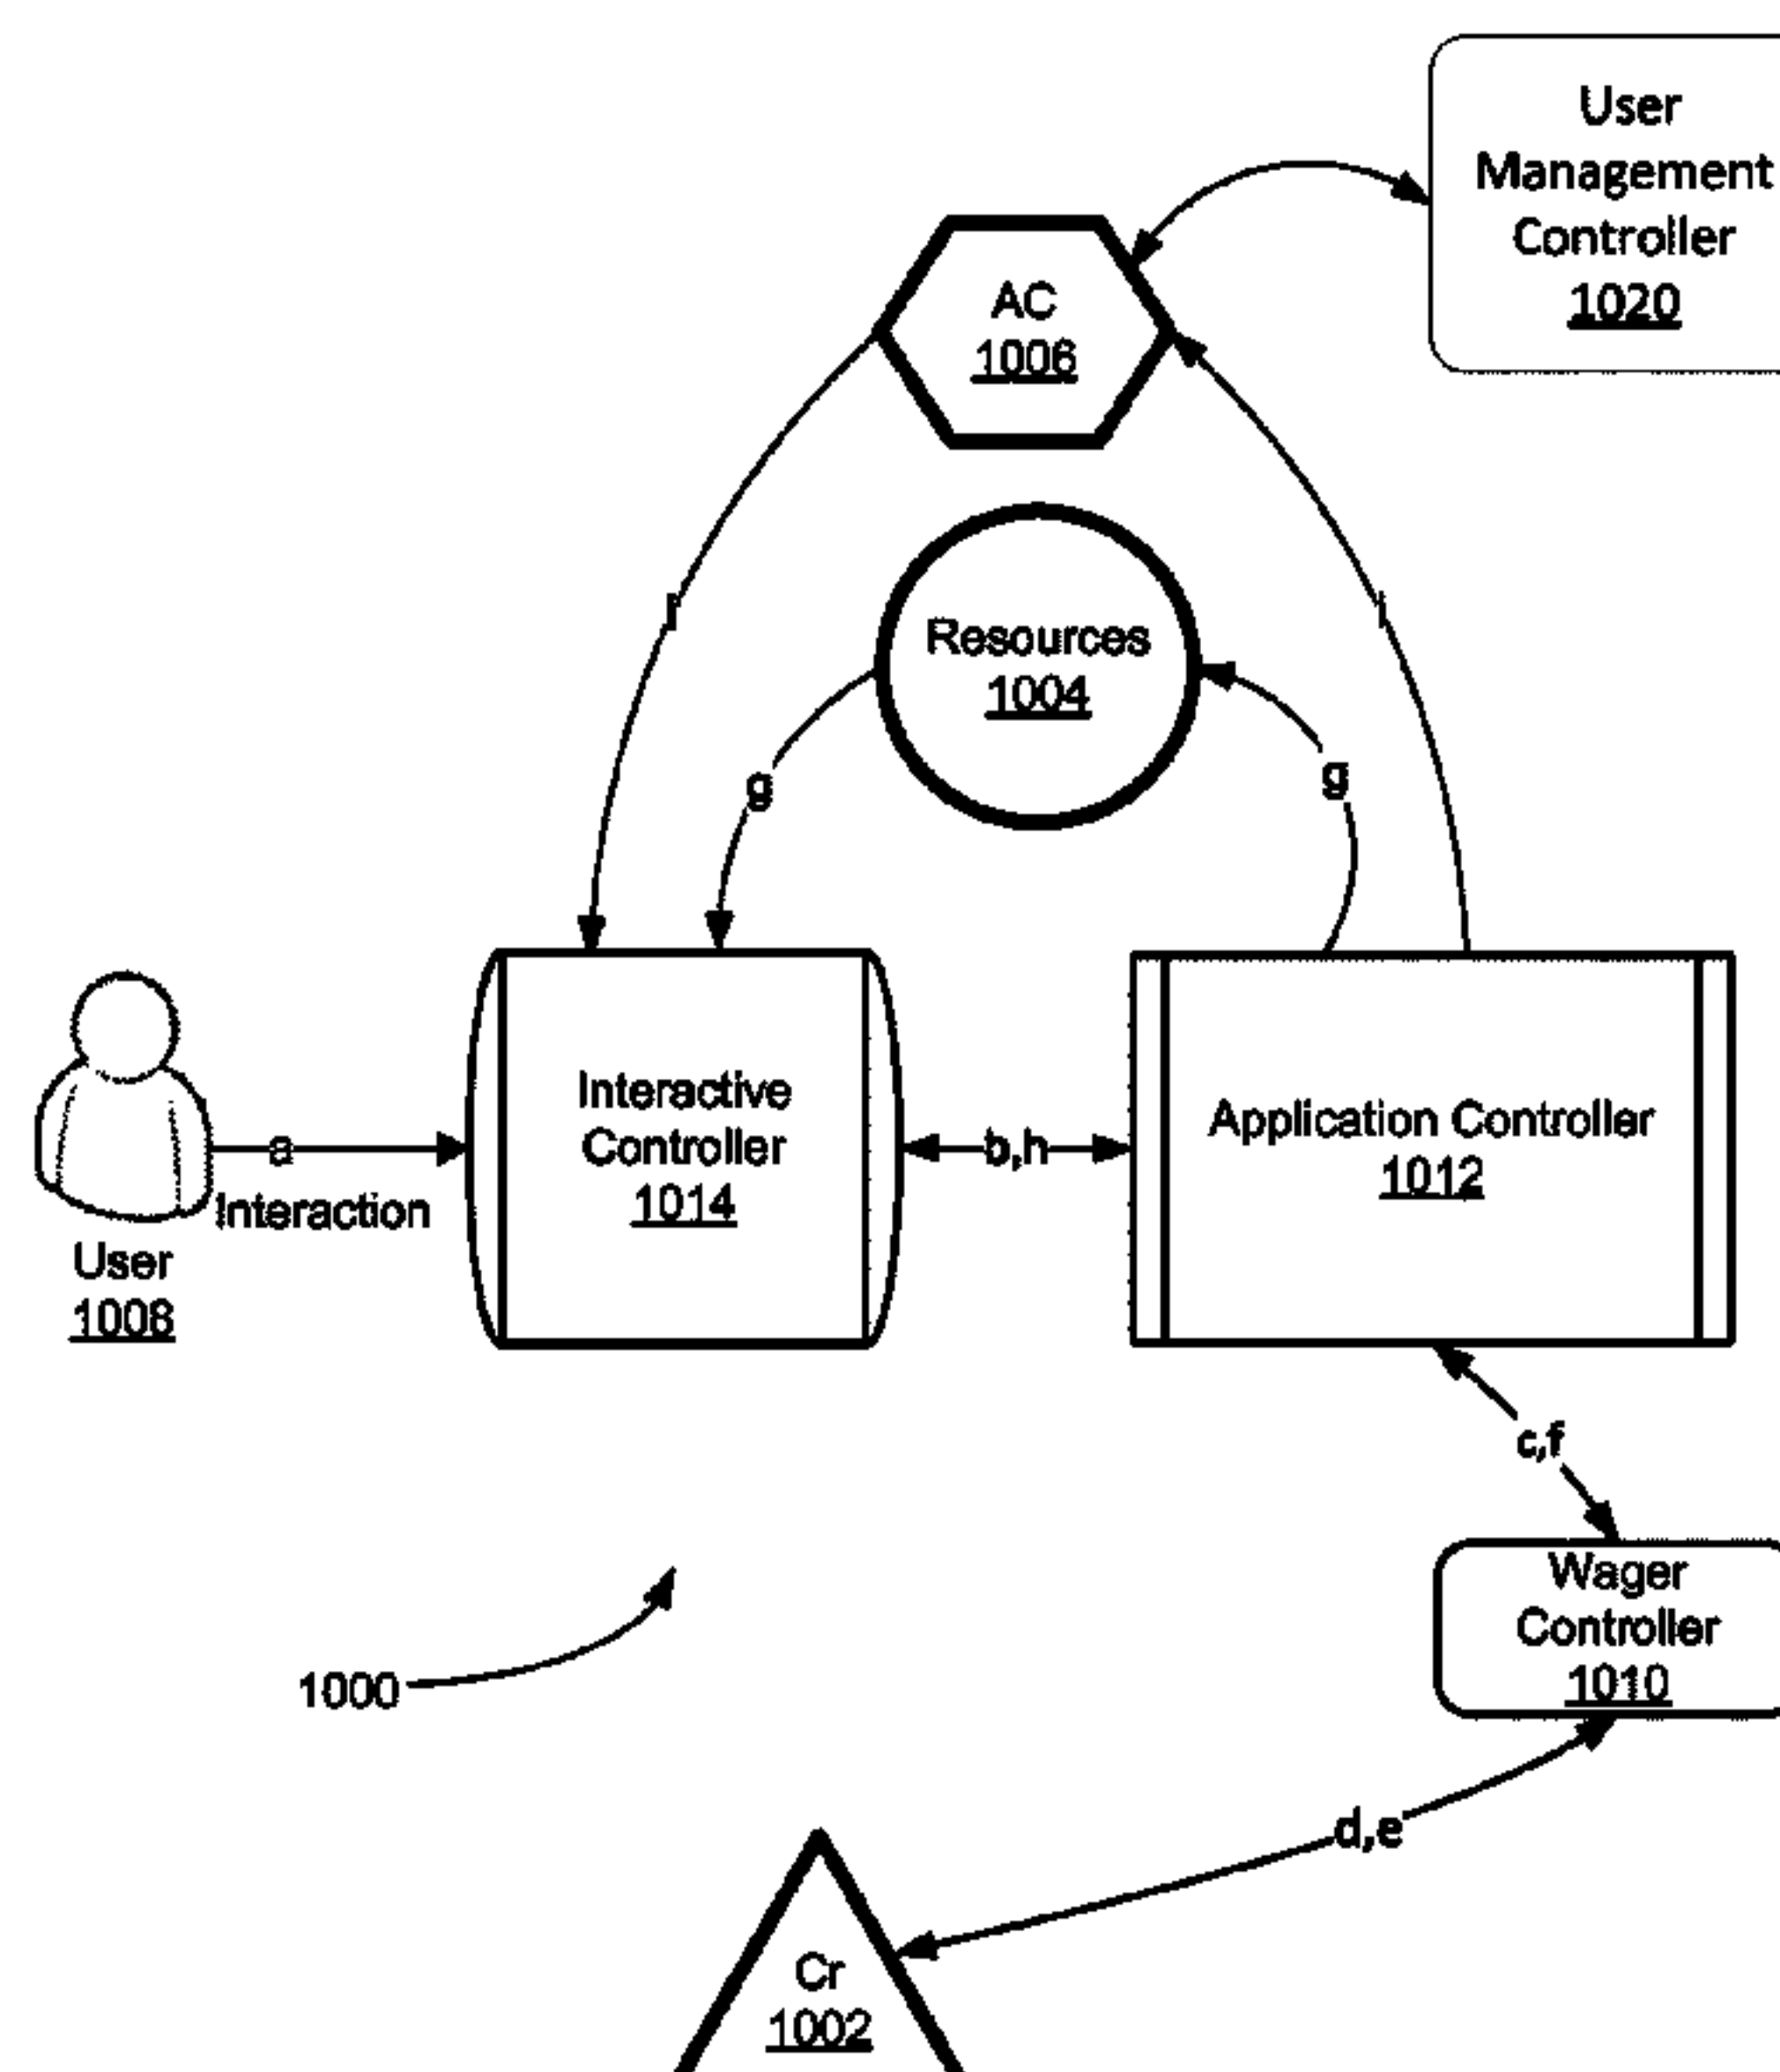 User
Management
Controller
1020
AC
1006
Resources
1004
g
g
Interactive
Controller
1014
Application Controller
1012
a
Interaction
b,h
User
1008
c,f
Wager
Controller
1010
1000
d,e
Cr
1002